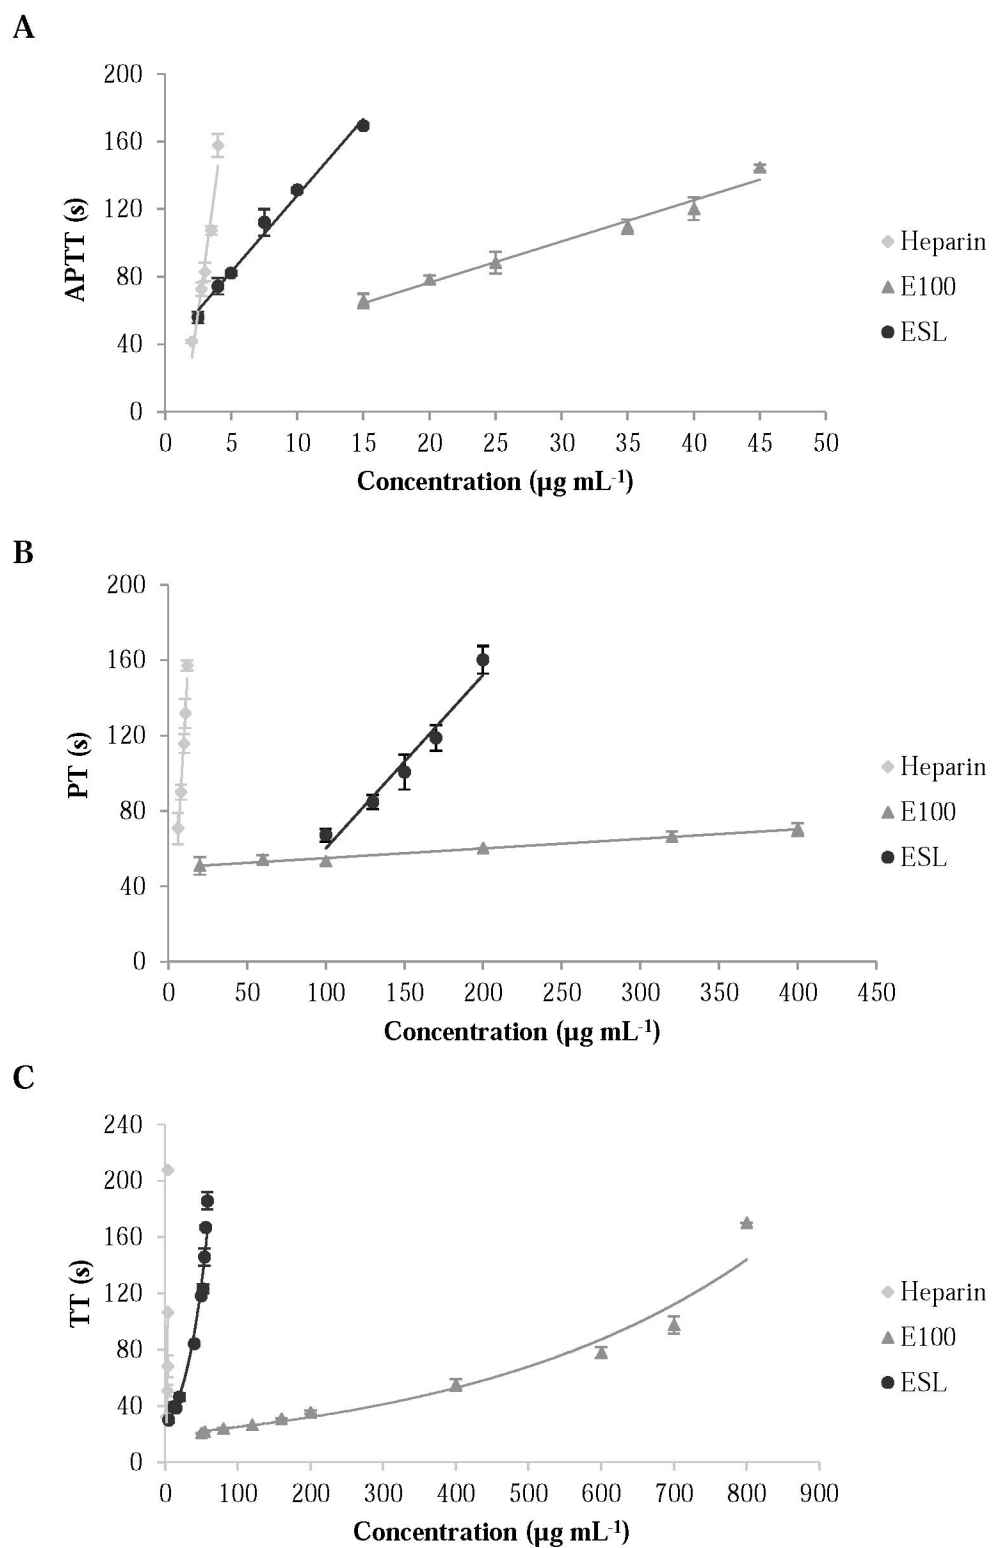 A
200
160
120
80
40
0
APTT (s)
0 5 10 15 20 25 30 35 40 45 50
Concentration (µg mL⁻¹)
Heparin
E100
ESL
B
200
160
120
80
40
0
PT (s)
0 50 100 150 200 250 300 350 400 450
Concentration (µg mL⁻¹)
Heparin
E100
ESL
C
240
200
160
120
80
40
0
TT (s)
0 100 200 300 400 500 600 700 800 900
Concentration (µg mL⁻¹)
Heparin
E100
ESL